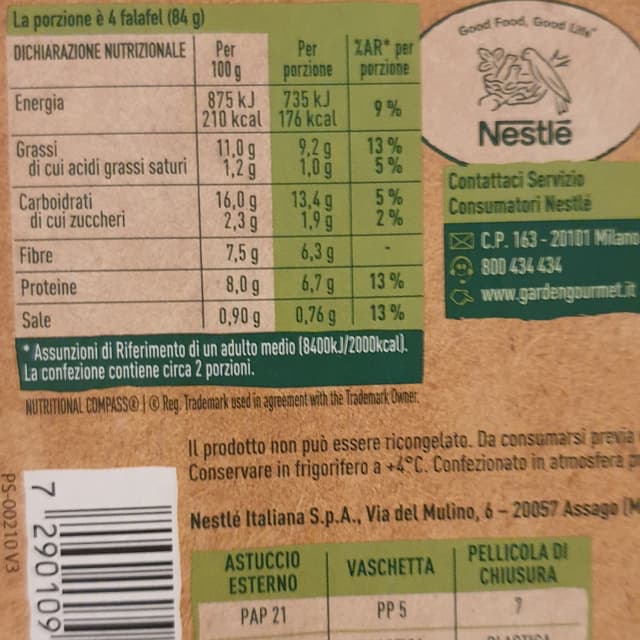 La porzione è 4 falafel (84 g)
DICHIARAZIONE NUTRIZIONALE Per 100 g Per porzione %AR* per porzione
Energia 875 kJ 735 kJ 9 %
210 kcal 176 kcal
Grassi 11,0 g 9,2 g 13 %
di cui acidi grassi saturi 1,2 g 1,0 g 5 %
Carboidrati 16,0 g 13,4 g 5 %
di cui zuccheri 2,3 g 1,9 g 2 %
Fibre 7,5 g 6,3 g -
Proteine 8,0 g 6,7 g 13 %
Sale 0,90 g 0,76 g 13 %
* Assunzioni di Riferimento di un adulto medio (8400kJ/2000kcal).
La confezione contiene circa 2 porzioni.
NUTRITIONAL COMPASS® | ® Reg. Trademark used in agreement with the Trademark Owner.
Good Food, Good Life
Nestlé
Contattaci Servizio
Consumatori Nestlé
C.P. 163 - 20101 Milano
800 434 434
www.gardengourmet.it
Il prodotto non può essere ricongelato. Da consumarsi previa
Conservare in frigorifero a +4°C. Confezionato in atmosfera
Nestlé Italiana S.p.A., Via del Mulino, 6 - 20057 Assago (M
ASTUCCIO ESTERNO VASCHETTA PELLICOLA DI CHIUSURA
PAP 21 PP 5 7
PS-00210 V3
7 290109